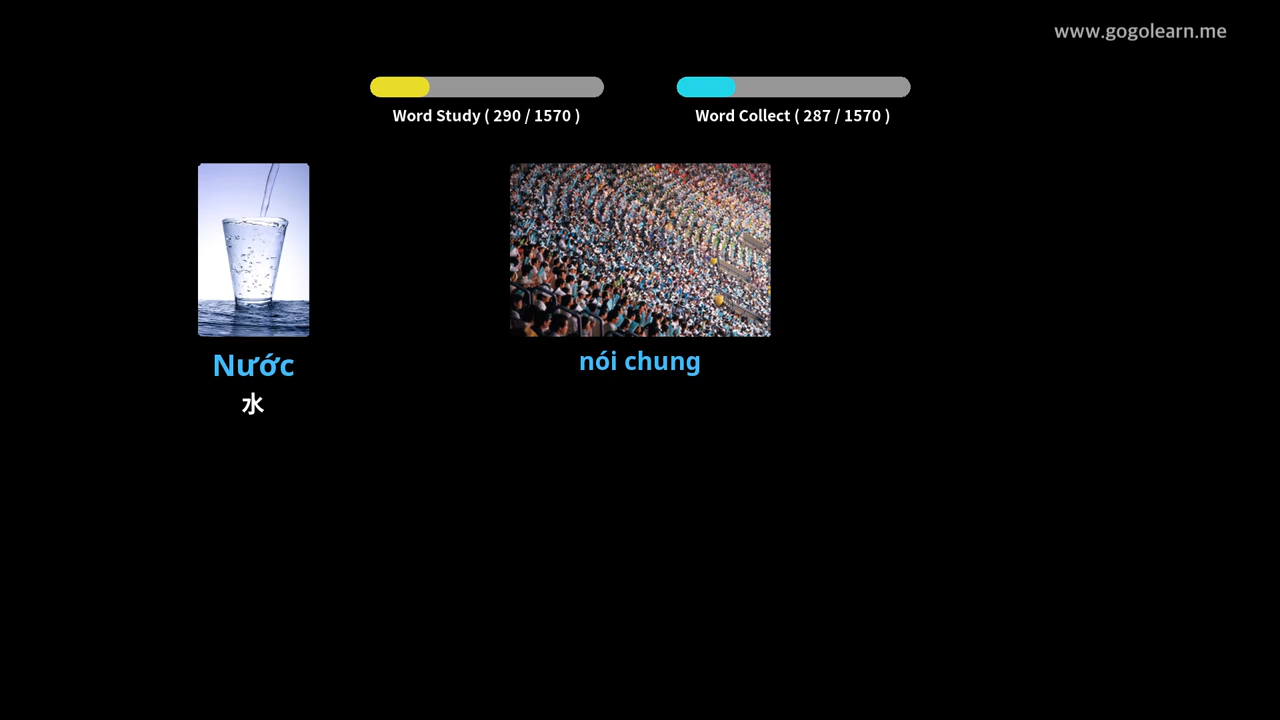 www.gogolearn.me
Word Study ( 290 / 1570 )
Word Collect ( 287 / 1570 )
Nước
水
nói chung